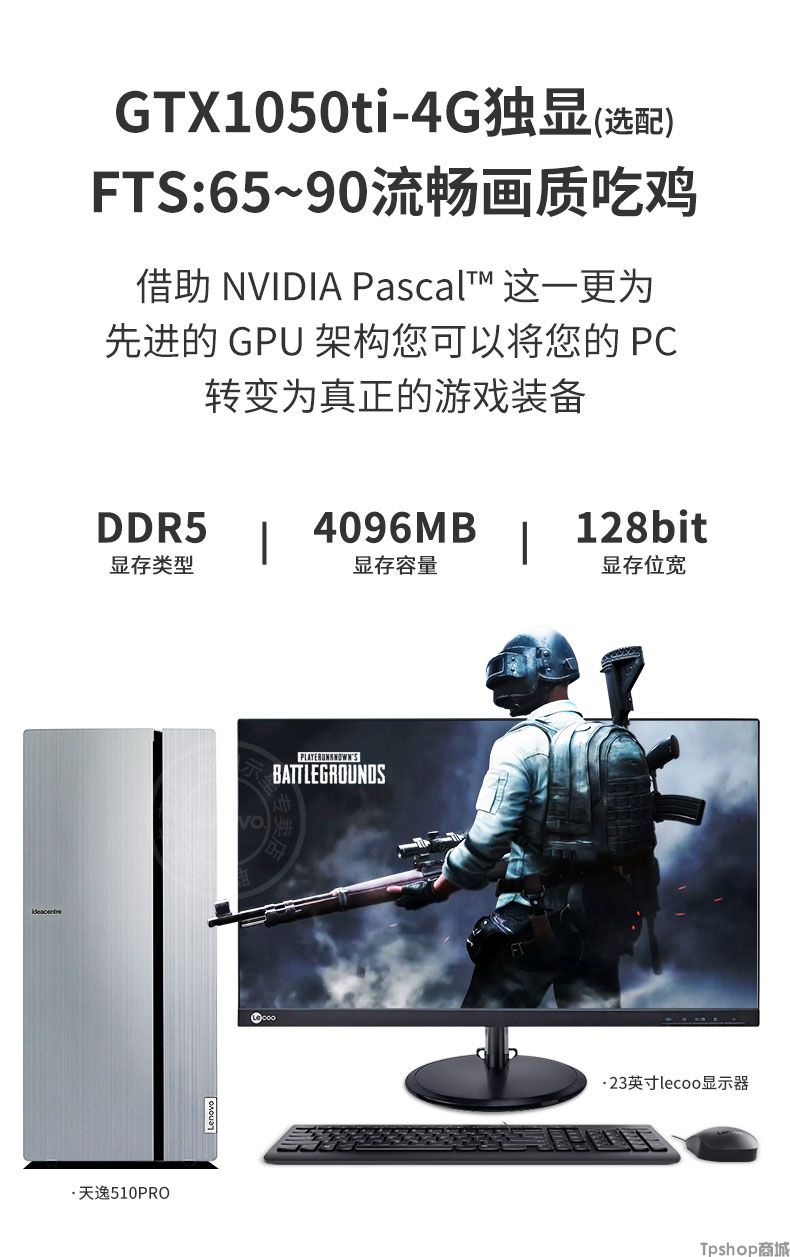 GTX1050ti-4G独显(选配)
FTS:65~90流畅画质吃鸡
借助 NVIDIA Pascal™ 这一更为
先进的 GPU 架构您可以将您的 PC
转变为真正的游戏装备
DDR5 | 4096MB | 128bit
显存类型 显存容量 显存位宽
PLAYERUNKNOWN'S
BATTLEGROUNDS
ideacentre
Lecoo
·23英寸lecoo显示器
Lenovo
·天逸510PRO
Tpshop商城